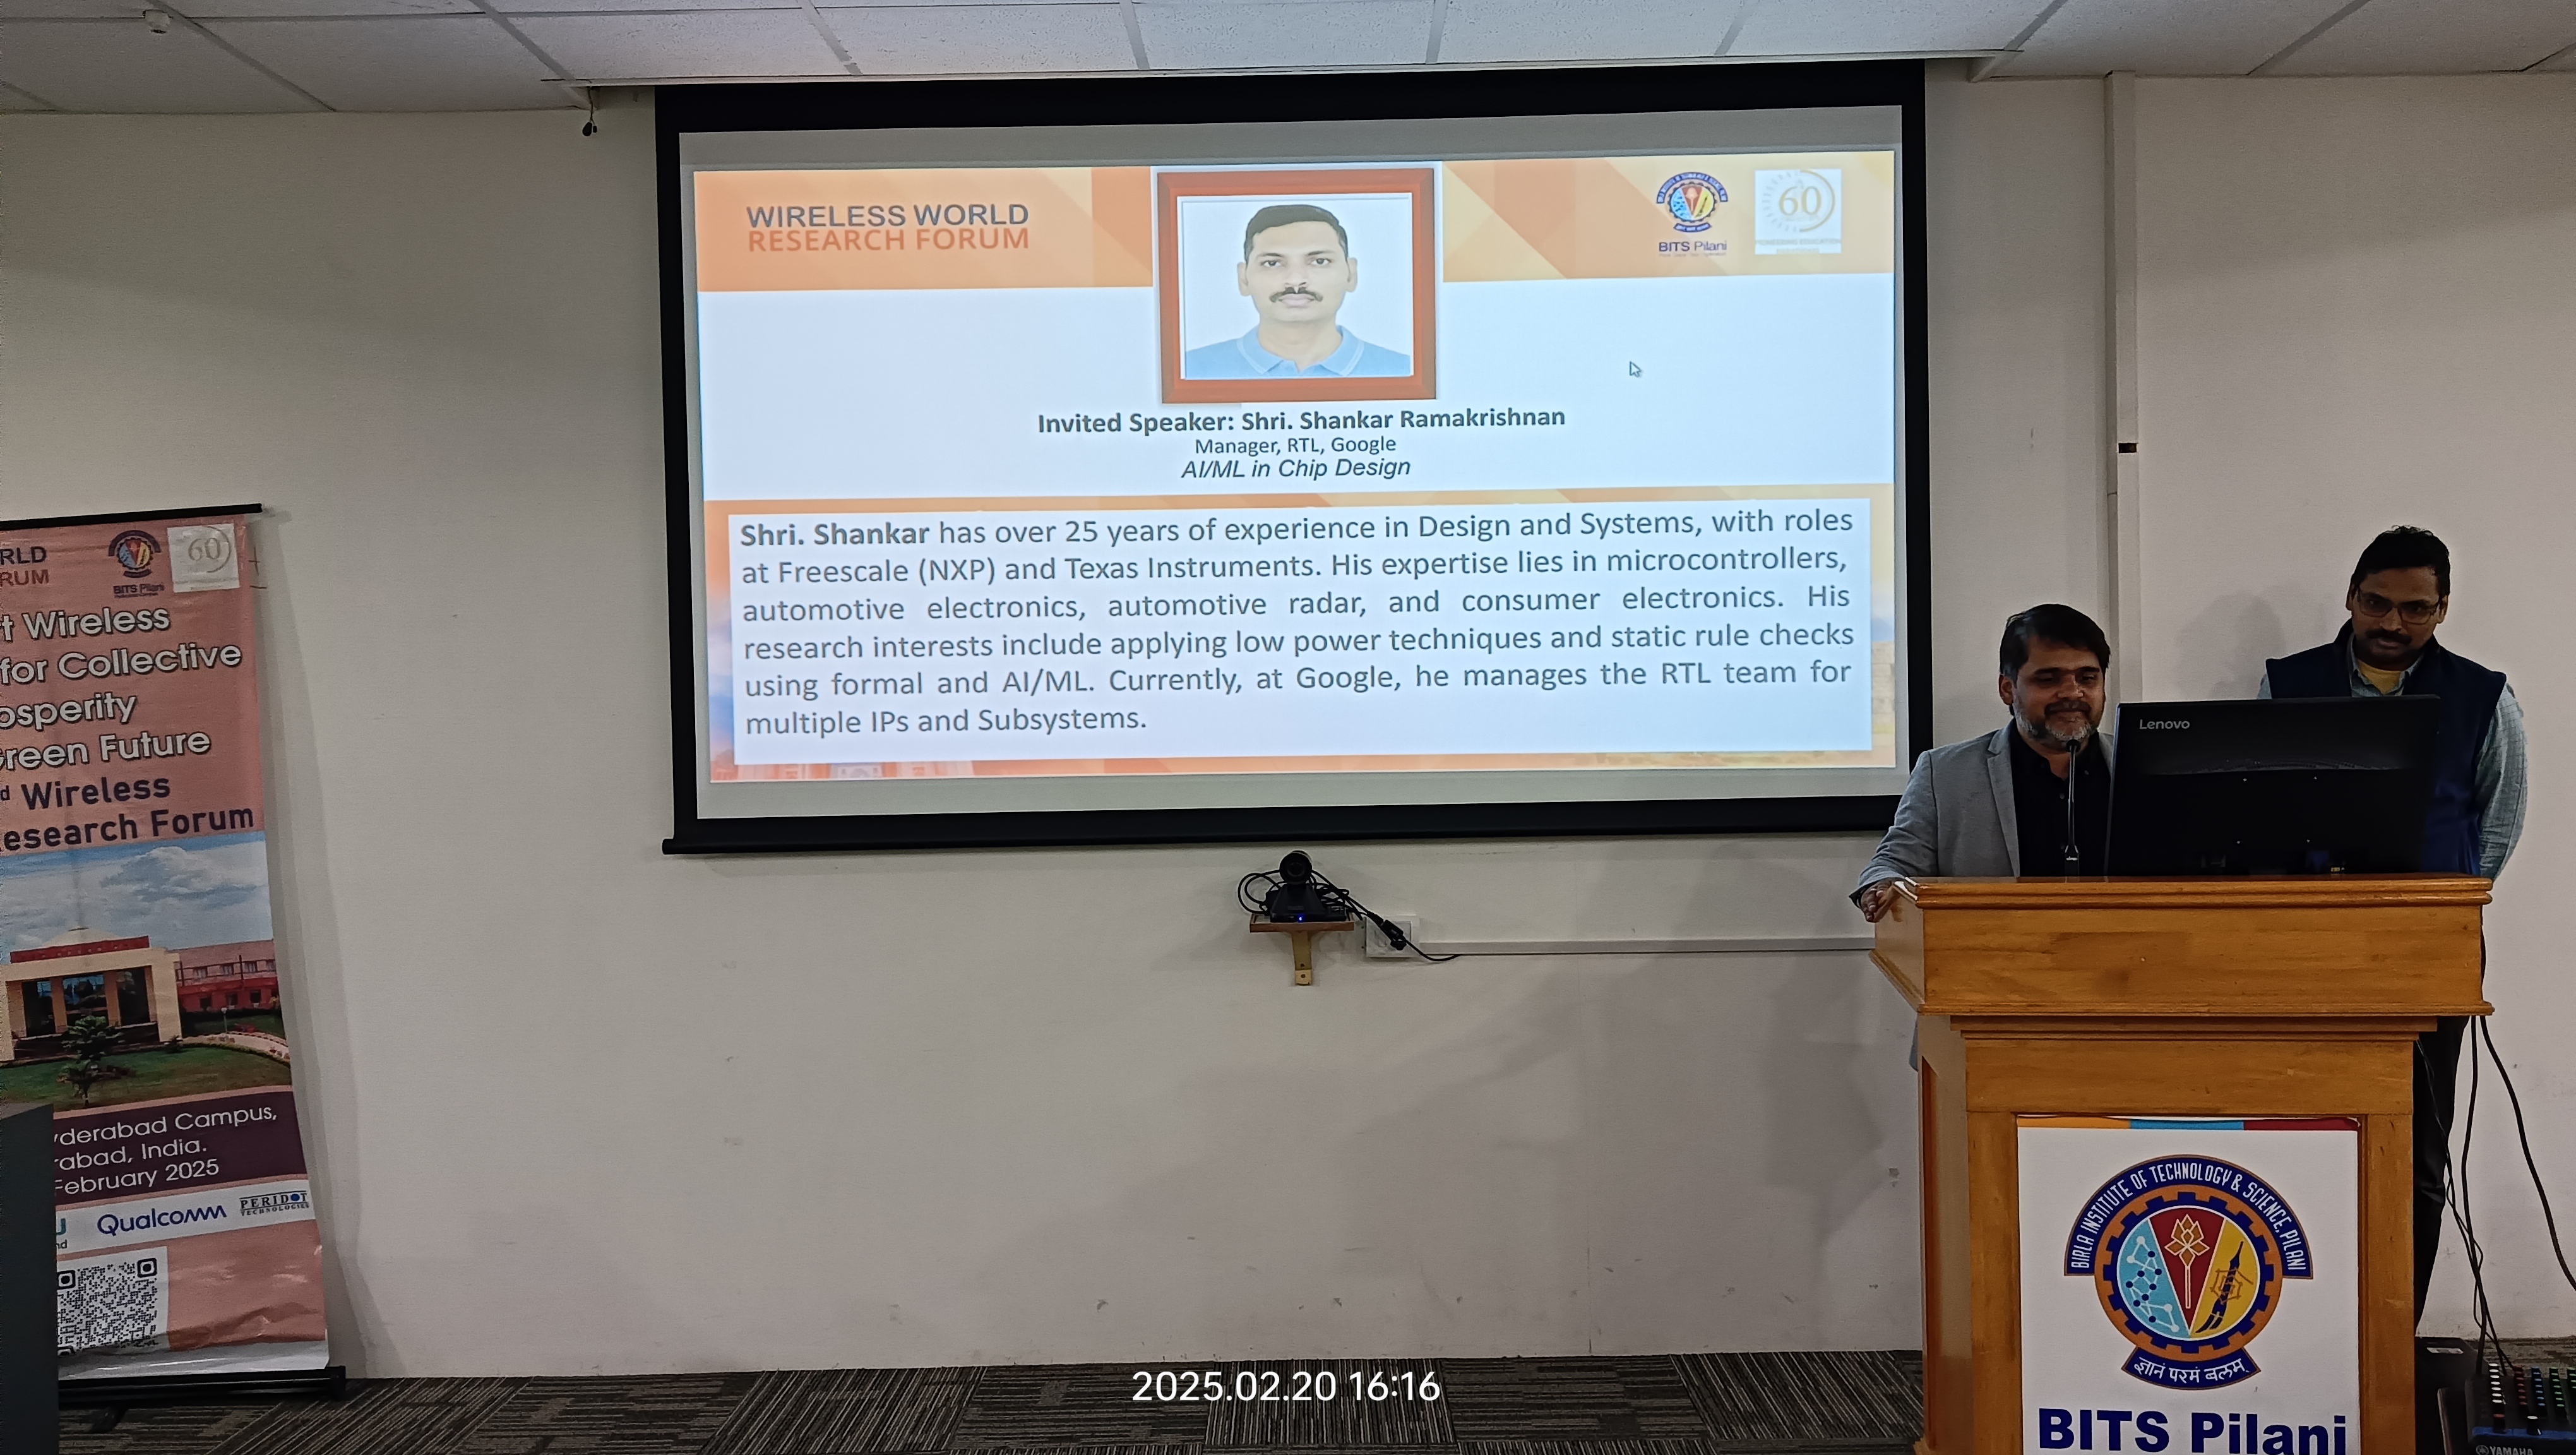 WIRELESS WORLD
RESEARCH FORUM
BITS Pilani
60
Invited Speaker: Shri. Shankar Ramakrishnan
Manager, RTL, Google
AI/ML in Chip Design
Shri. Shankar has over 25 years of experience in Design and Systems, with roles
at Freescale (NXP) and Texas Instruments. His expertise lies in microcontrollers,
automotive electronics, automotive radar, and consumer electronics. His
research interests include applying low power techniques and static rule checks
using formal and AI/ML. Currently, at Google, he manages the RTL team for
multiple IPs and Subsystems.
RLD
RUM
BITS Pilani
60
t Wireless
for Collective
osperity
reen Future
d Wireless
esearch Forum
yderabad Campus,
rabad, India.
February 2025
Qualcomm
PERIDOT
TECHNOLOGIES
nd
Lenovo
BIRLA INSTITUTE OF TECHNOLOGY & SCIENCE, PILANI
ज्ञानं परमं बलम्
BITS Pilani
YAMAHA
2025.02.20 16:16